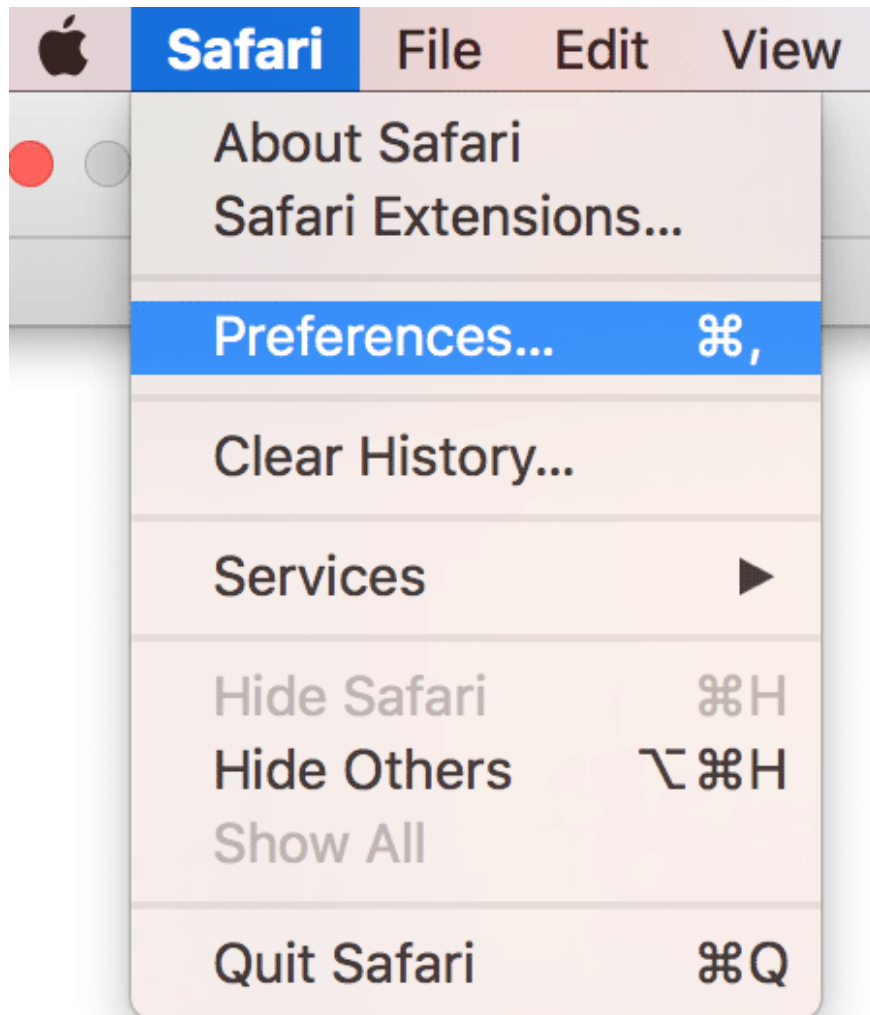 Safari File Edit View
About Safari
Safari Extensions...
Preferences... ⌘,
Clear History...
Services ▶
Hide Safari ⌘H
Hide Others ⌥⌘H
Show All
Quit Safari ⌘Q